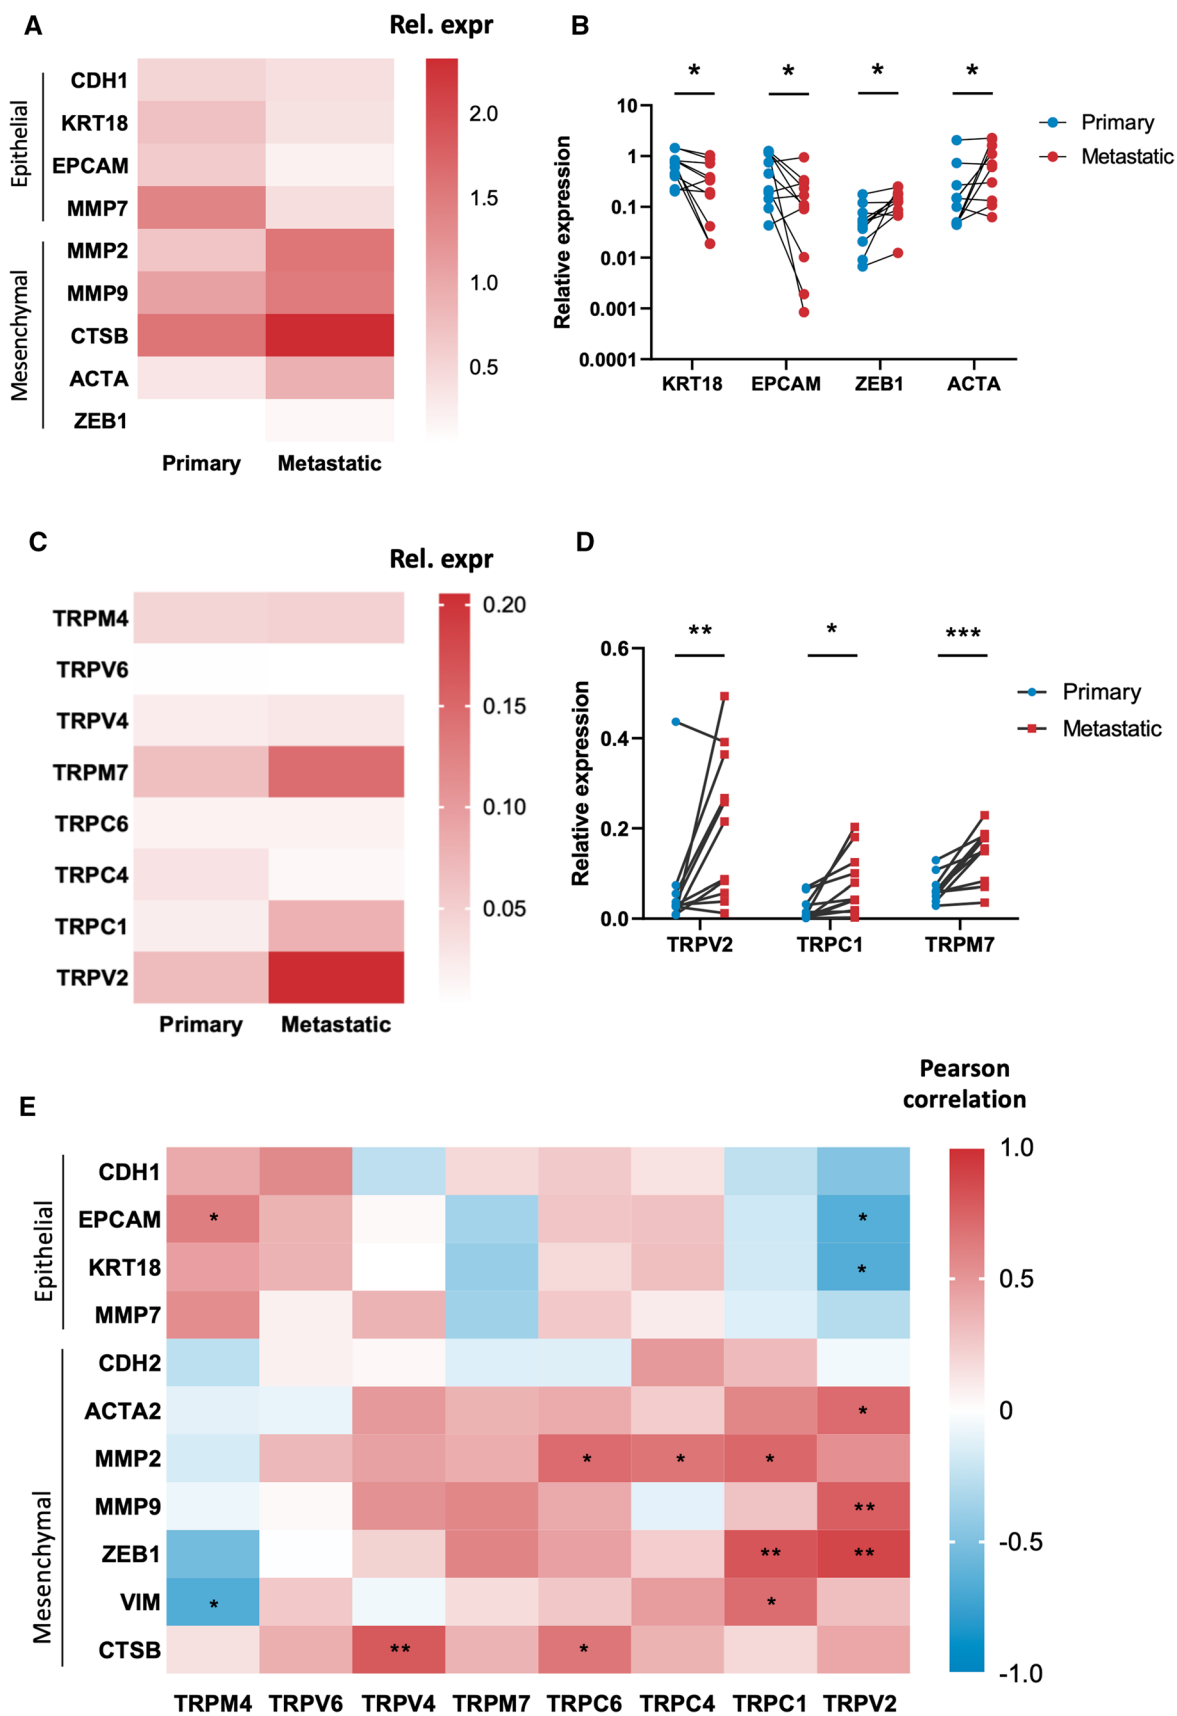 A
Rel. expr
Epithelial
CDH1
KRT18
EPCAM
MMP7
Mesenchymal
MMP2
MMP9
CTSB
ACTA
ZEB1
Primary Metastatic
2.0
1.5
1.0
0.5
B
* * * *
Relative expression
10
1
0.1
0.01
0.001
0.0001
KRT18 EPCAM ZEB1 ACTA
Primary
Metastatic
C
Rel. expr
TRPM4
TRPV6
TRPV4
TRPM7
TRPC6
TRPC4
TRPC1
TRPV2
Primary Metastatic
0.20
0.15
0.10
0.05
D
** * ***
Relative expression
0.6
0.4
0.2
0.0
TRPV2 TRPC1 TRPM7
Primary
Metastatic
E
Pearson
correlation
Epithelial
CDH1
EPCAM * *
KRT18 *
MMP7
Mesenchymal
CDH2
ACTA2 *
MMP2 * * *
MMP9 **
ZEB1 ** **
VIM * *
CTSB ** *
TRPM4 TRPV6 TRPV4 TRPM7 TRPC6 TRPC4 TRPC1 TRPV2
1.0
0.5
0
-0.5
-1.0